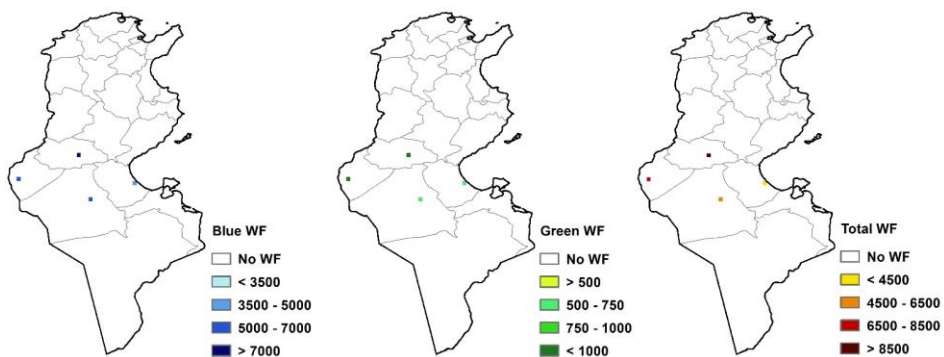 Blue WF
No WF
< 3500
3500 - 5000
5000 - 7000
> 7000
Green WF
No WF
> 500
500 - 750
750 - 1000
< 1000
Total WF
No WF
< 4500
4500 - 6500
6500 - 8500
> 8500